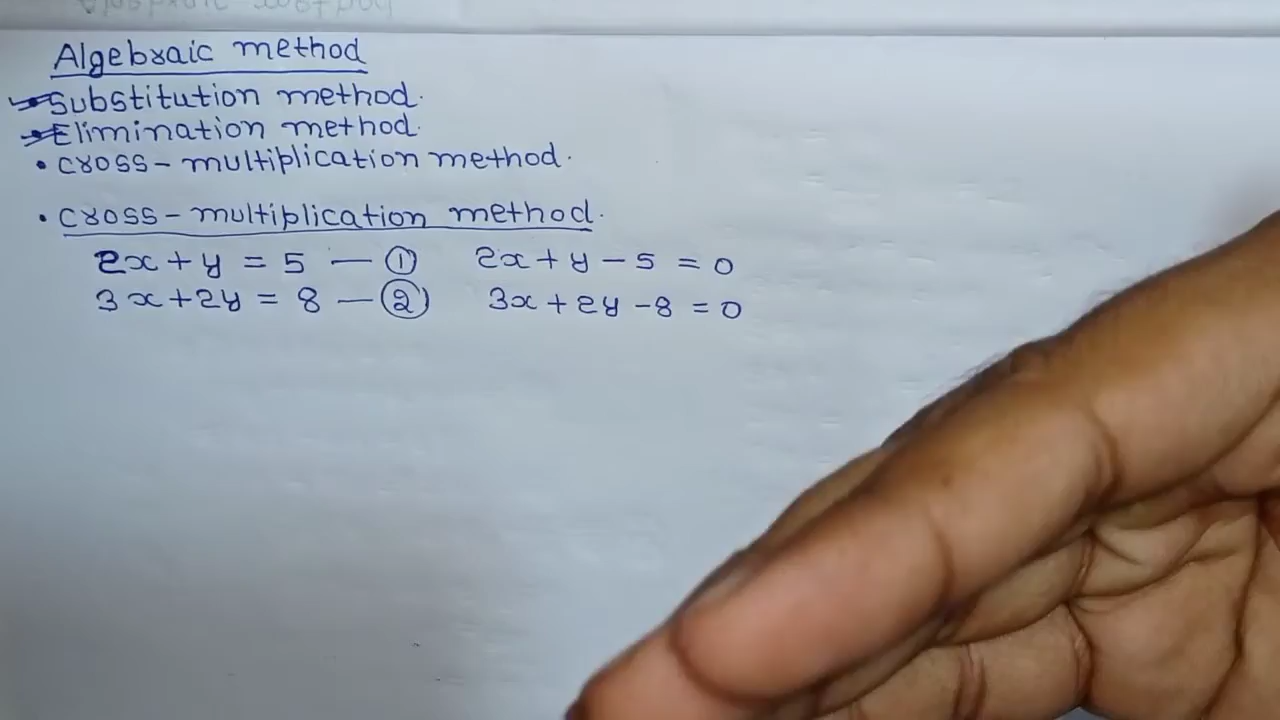 Algebraic method
Substitution method.
Elimination method.
• cross-multiplication method.
• cross-multiplication method.
2x + y = 5 — ① 2x + y - 5 = 0
3x + 2y = 8 — ② 3x + 2y - 8 = 0